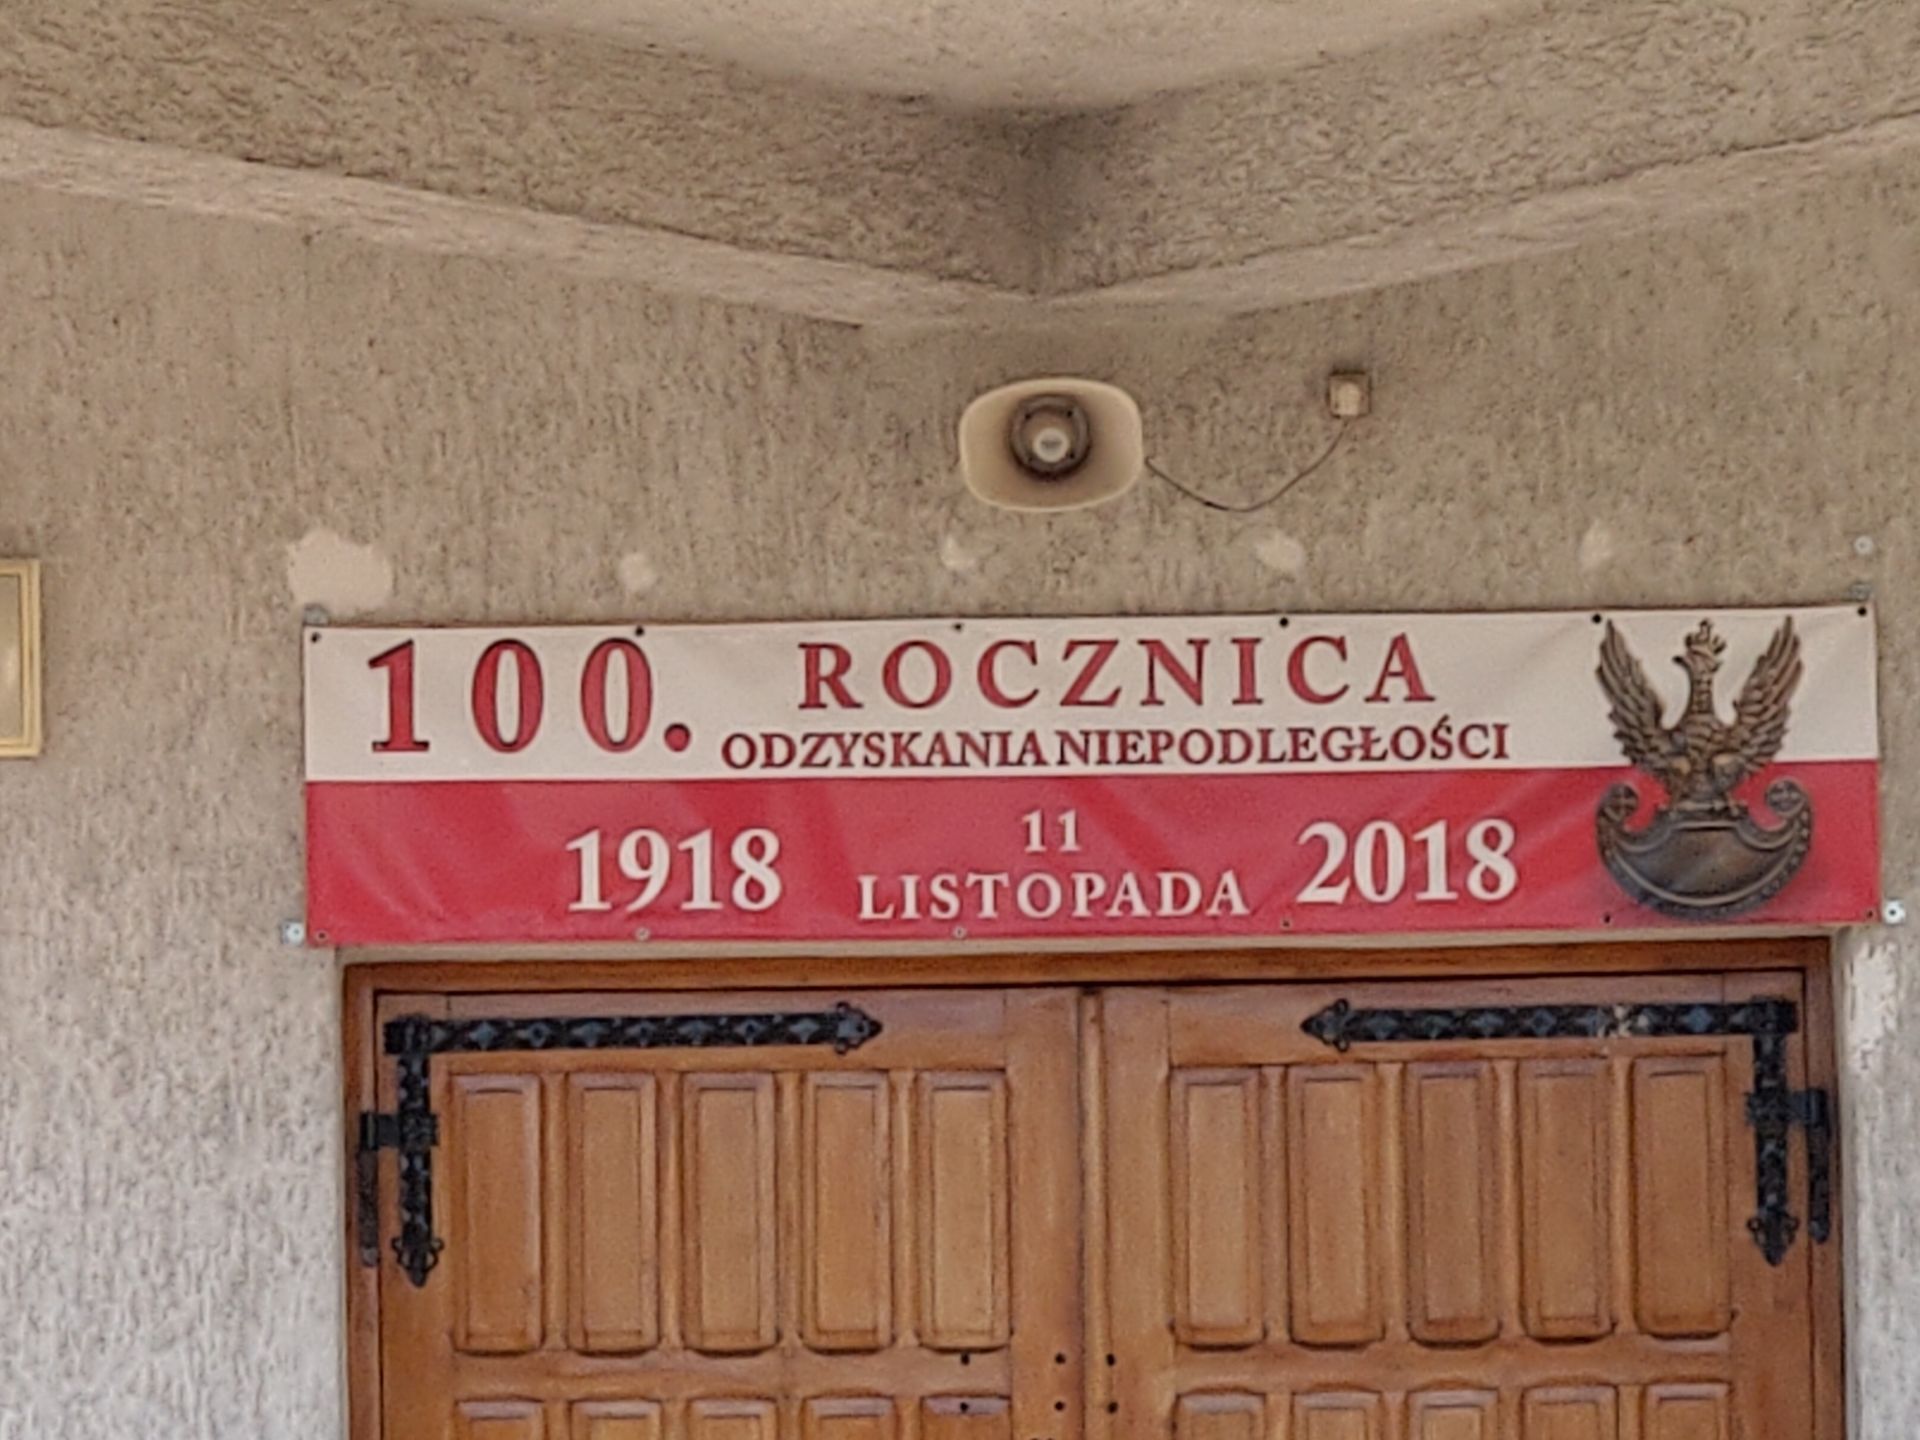 100. ROCZNICA
ODZYSKANIA NIEPODLEGŁOŚCI
1918 11 LISTOPADA 2018